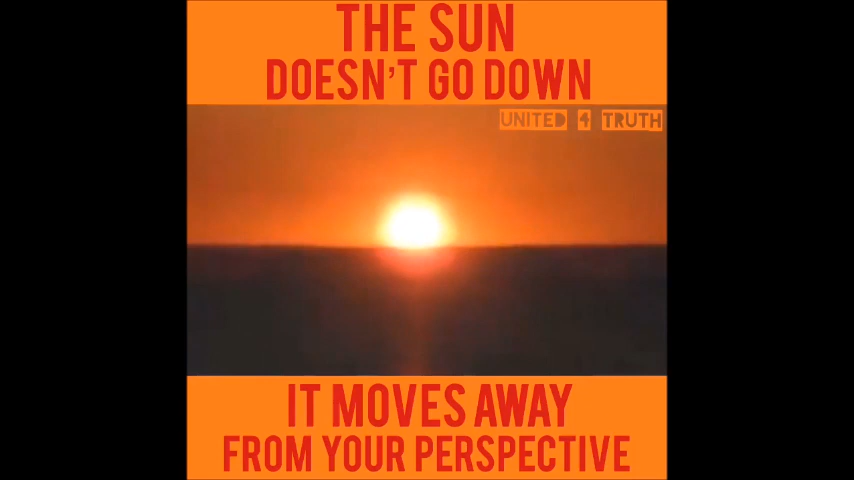 THE SUN
DOESN'T GO DOWN
UNITED 4 TRUTH
IT MOVES AWAY
FROM YOUR PERSPECTIVE